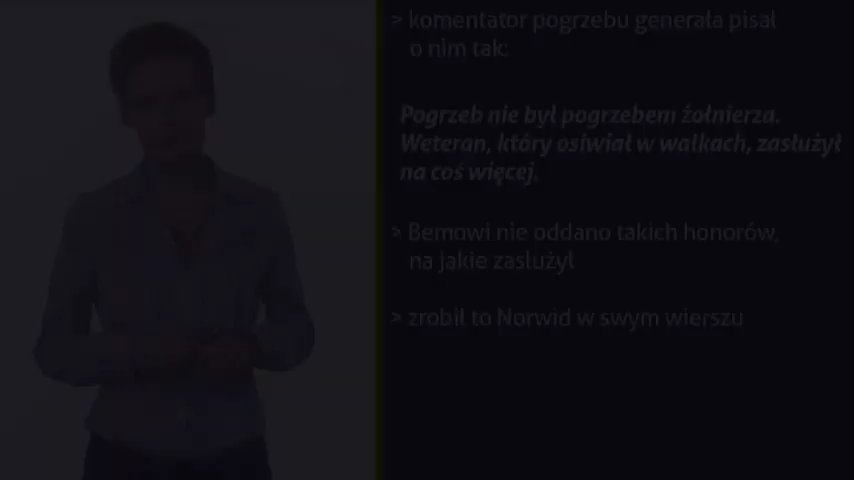 > komentator pogrzebu generała pisał
o nim tak:
Pogrzeb nie był pogrzebem żołnierza.
Weteran, który osiwiał w walkach, zasłużył
na coś więcej.
> Bemowi nie oddano takich honorów,
na jakie zasłużył
> zrobił to Norwid w swym wierszu